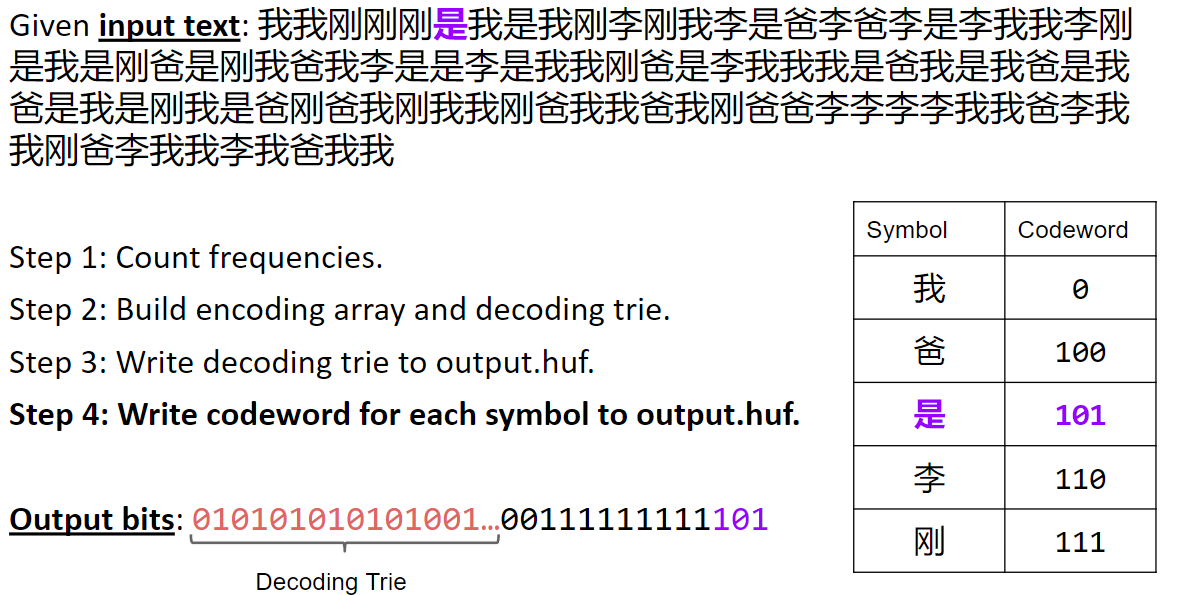 Given input text: 我我刚刚刚是我是我刚李刚我李是爸李爸李是李我我李刚
是我是刚爸是刚我爸我李是是李是我我刚爸是李我我我是爸我是我爸是我
爸是我是刚我是爸刚爸我刚我我刚爸我我爸我刚爸爸李李李李我我爸李我
我刚爸李我我李我爸我我
Step 1: Count frequencies.
Step 2: Build encoding array and decoding trie.
Step 3: Write decoding trie to output.huf.
Step 4: Write codeword for each symbol to output.huf.
Output bits: 010101010101001…00111111111101
Decoding Trie
Symbol Codeword
我 0
爸 100
是 101
李 110
刚 111